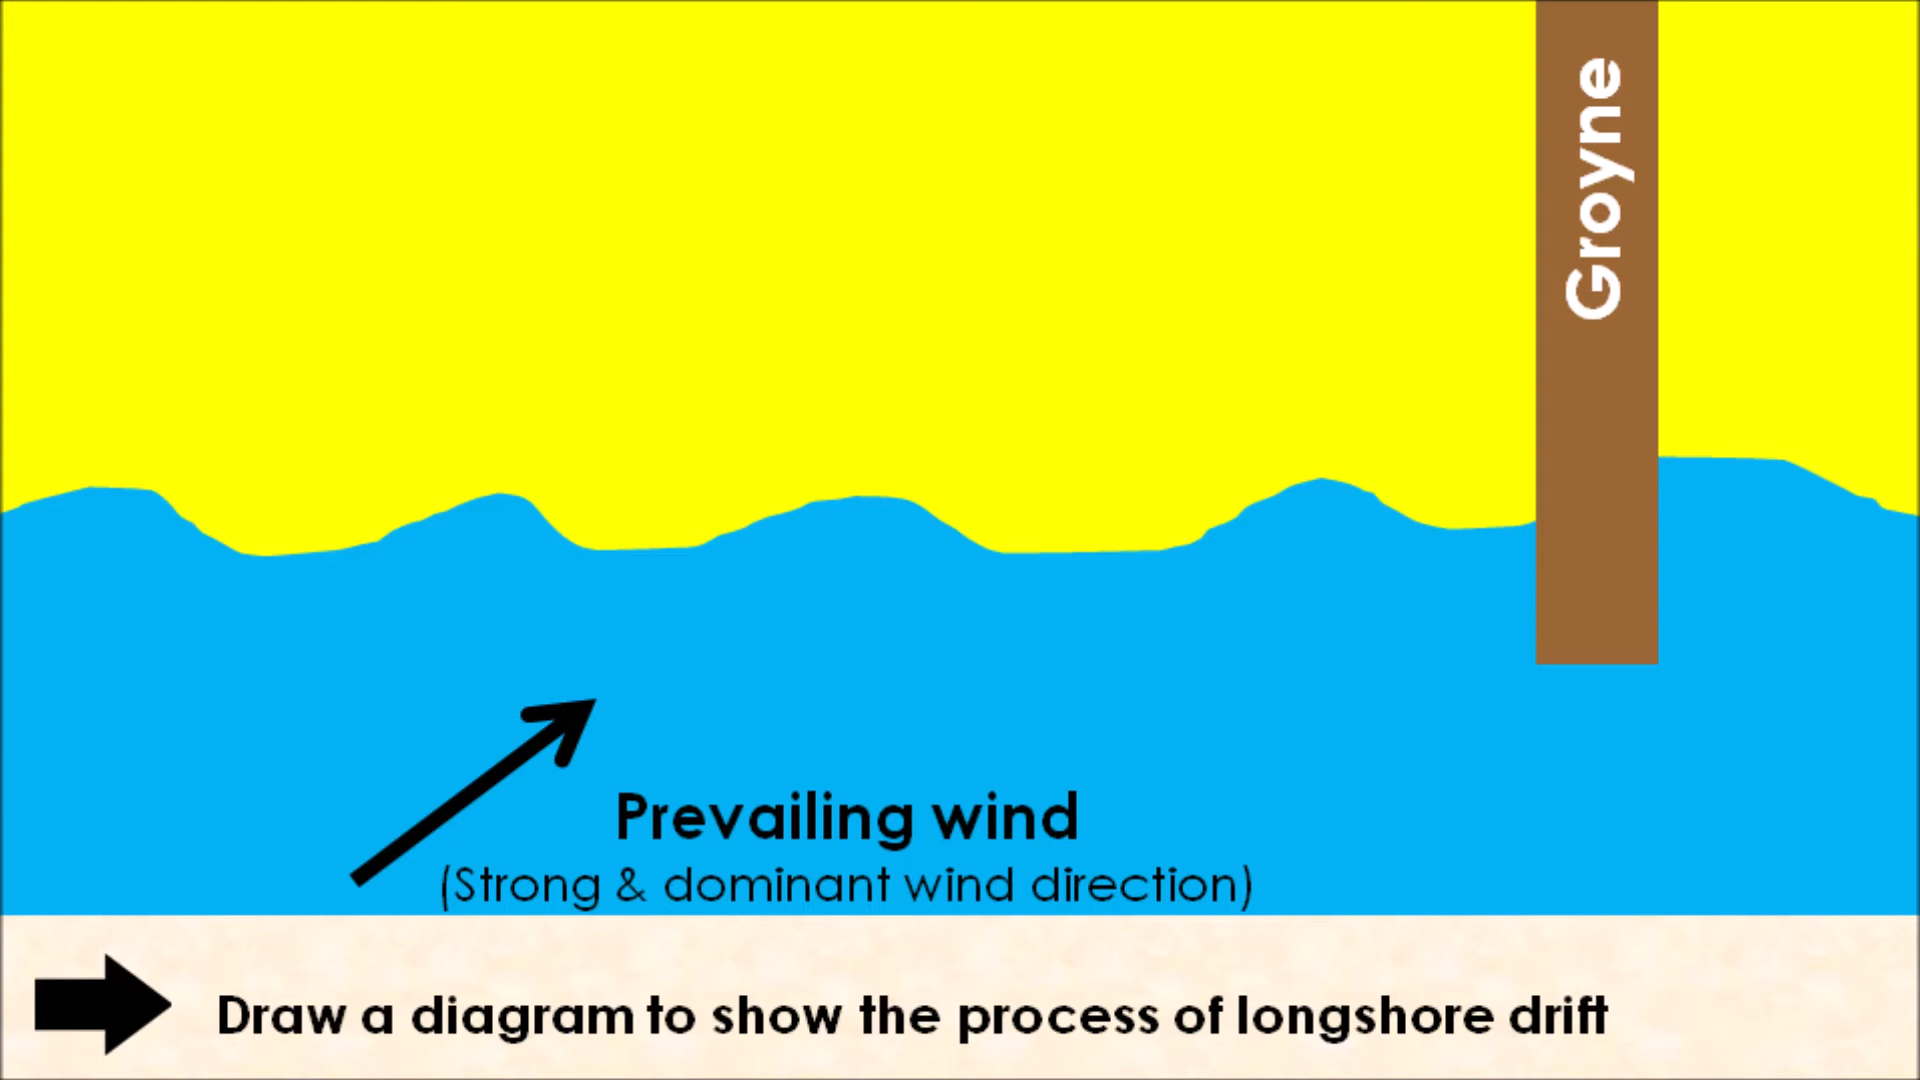 Groyne
Prevailing wind
(Strong & dominant wind direction)
Draw a diagram to show the process of longshore drift